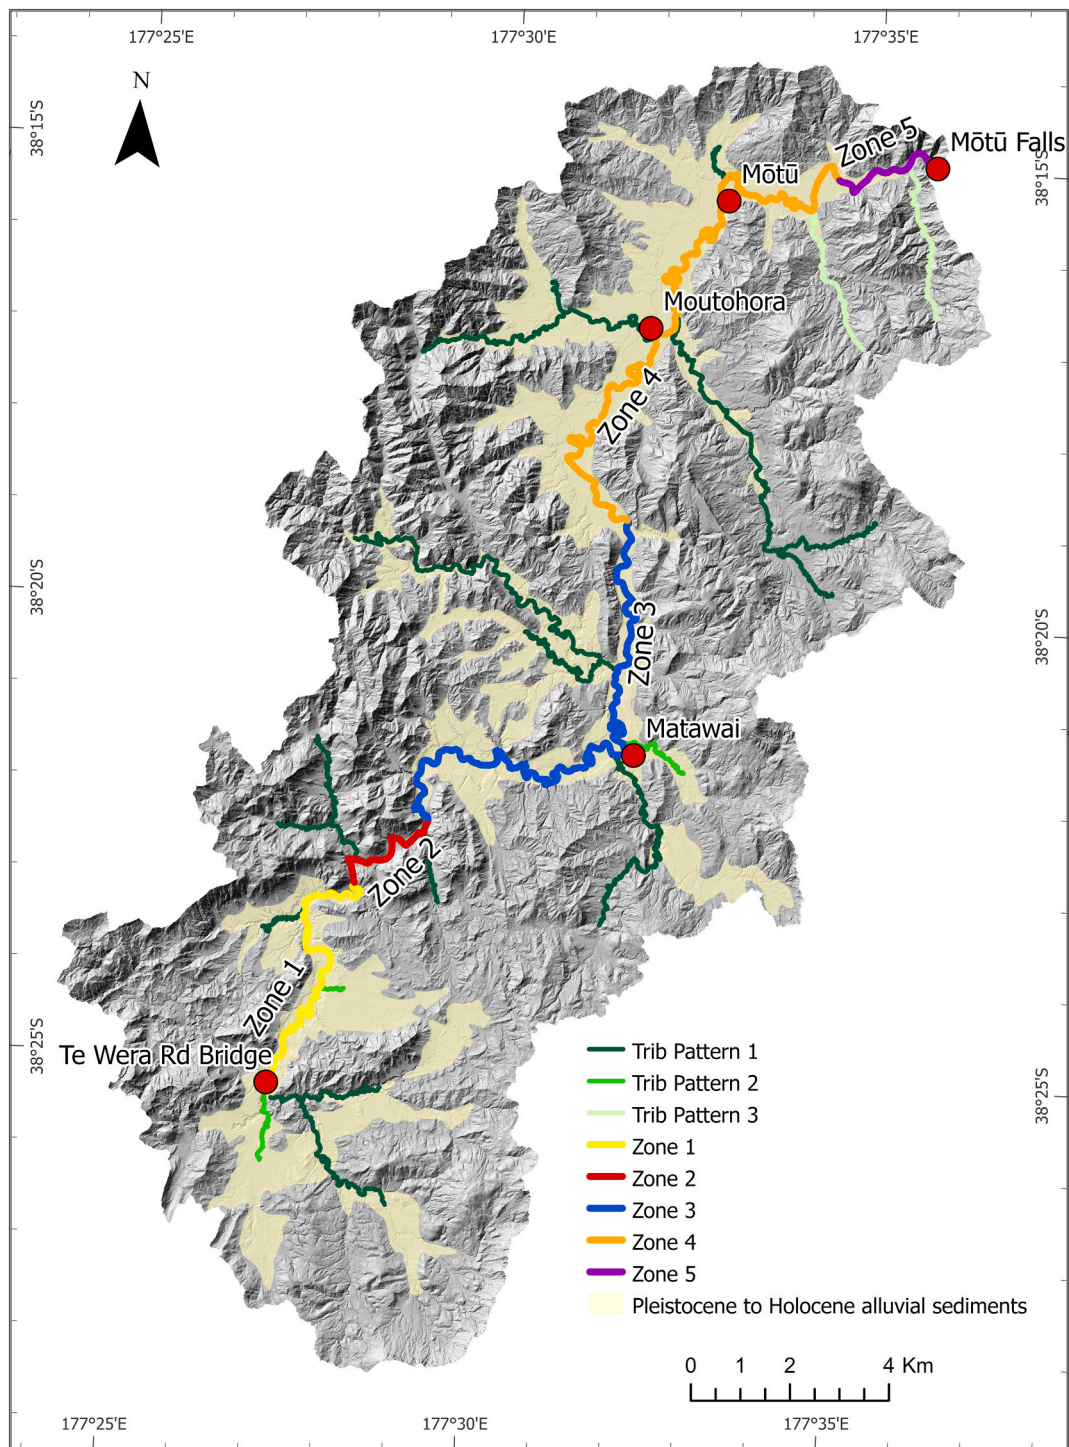 177°25'E
177°30'E
177°35'E
N
38°15'S
Zone 5
Mōtū Falls
Mōtū
38°15'S
Moutohora
Zone 4
38°20'S
Zone 3
38°20'S
Matawai
Zone 2
Zone 1
38°25'S
Te Wera Rd Bridge
38°25'S
Trib Pattern 1
Trib Pattern 2
Trib Pattern 3
Zone 1
Zone 2
Zone 3
Zone 4
Zone 5
Pleistocene to Holocene alluvial sediments
0 1 2 4 Km
177°25'E
177°30'E
177°35'E